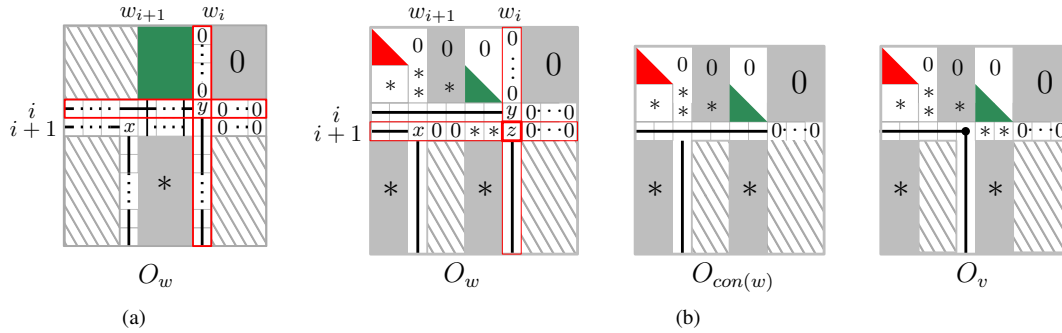 w_{i+1} w_i
0
⋮
0
0
i ⋯ ⋯ y 0⋯0
i+1 ⋯ x ⋯ ⋯ 0⋯0
⋮ * ⋮
O_w
(a)
w_{i+1} w_i
0 0 0 0
⋮ 0
* * * * 0
i y 0⋯0
i+1 x 0 0 * * z 0⋯0
* *
O_w
0 0 0 0
* * * *
0⋯0
* *
O_{con(w)}
(b)
0 0 0 0
* * * *
* * 0⋯0
* *
O_v